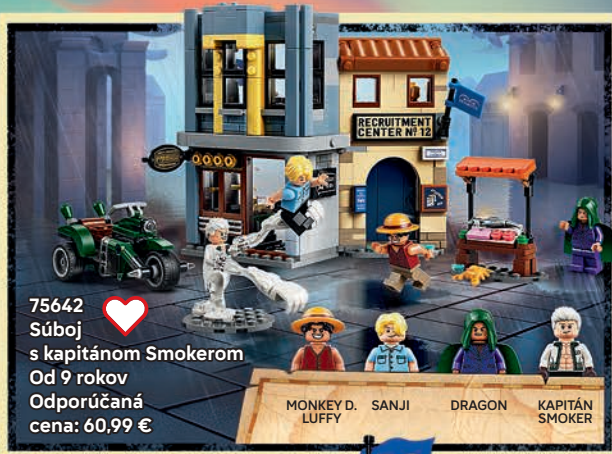 RECRUITMENT
CENTER Nº 12
75642
Súboj
s kapitánom Smokerom
Od 9 rokov
Odporúčaná
cena: 60,99 €
MONKEY D.
LUFFY
SANJI
DRAGON
KAPITÁN
SMOKER